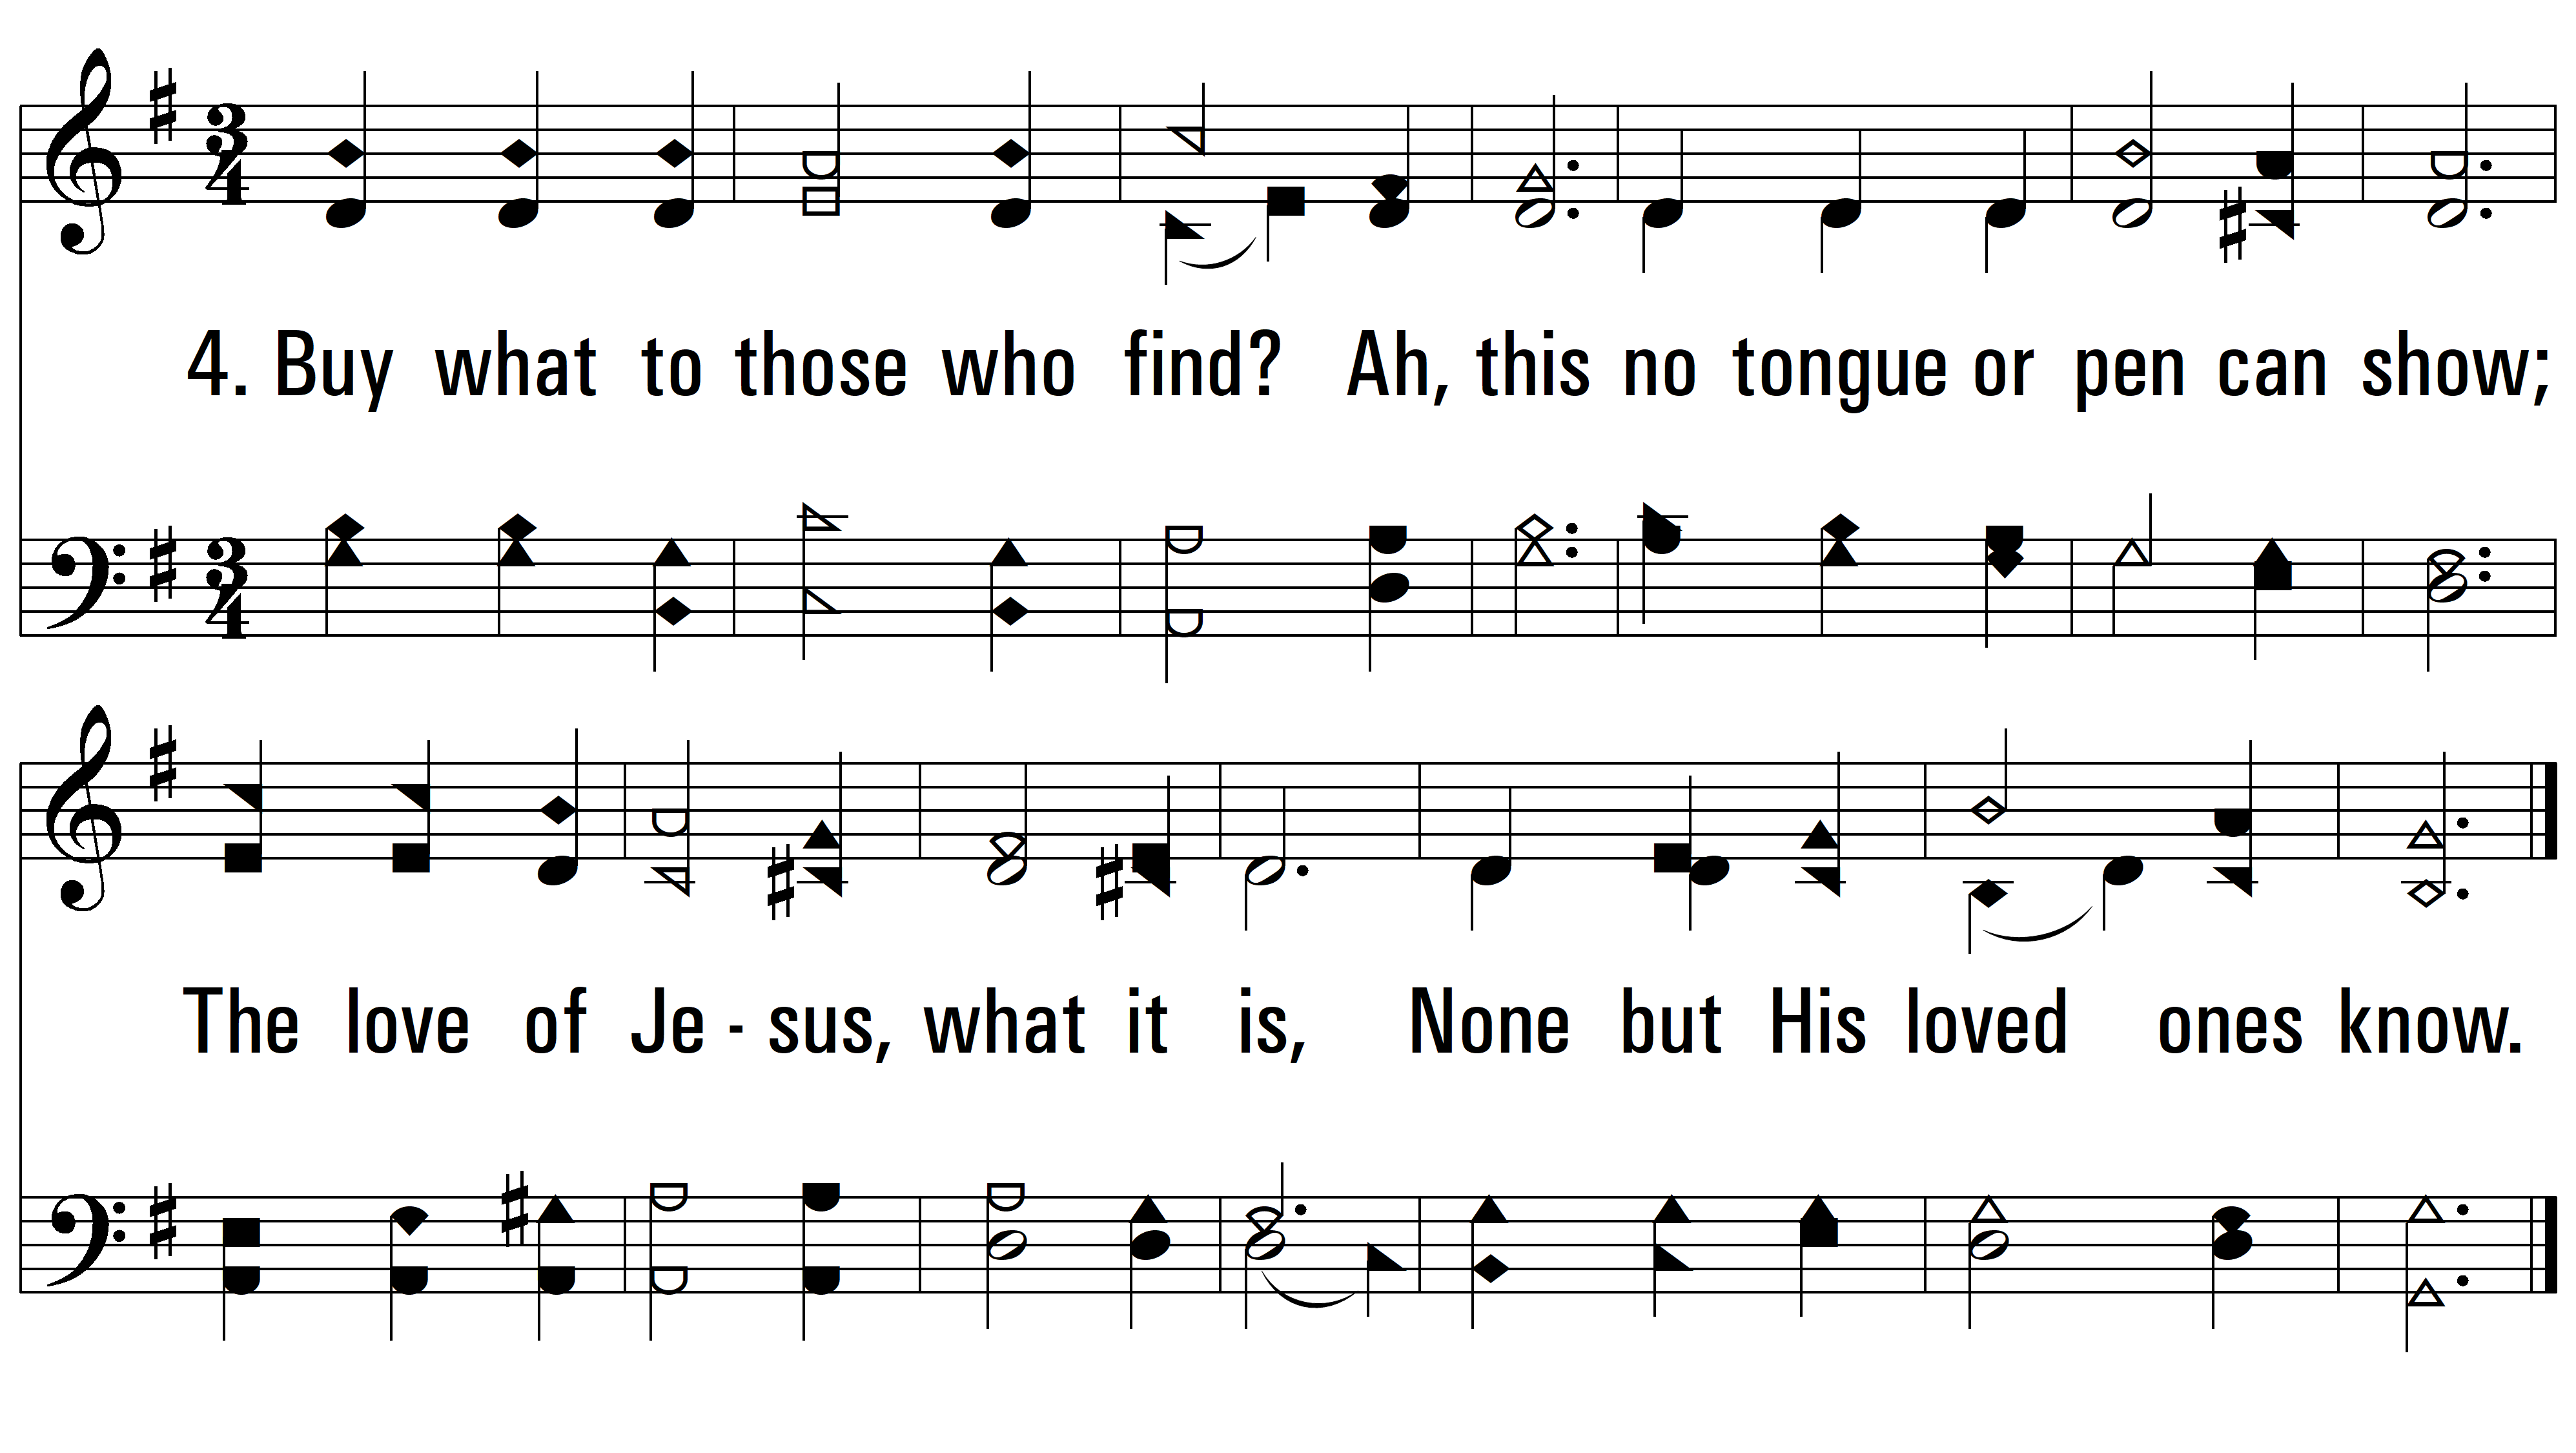 4. Buy what to those who find? Ah, this no tongue or pen can show;
The love of Je - sus, what it is, None but His loved ones know.